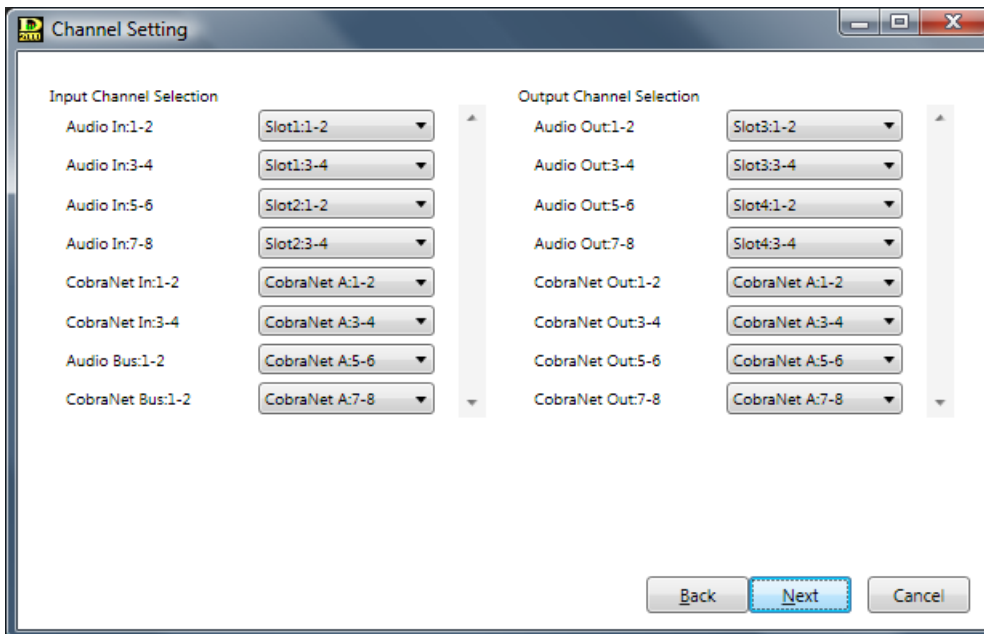 Channel Setting
Input Channel Selection
Audio In:1-2 Slot1:1-2
Audio In:3-4 Slot1:3-4
Audio In:5-6 Slot2:1-2
Audio In:7-8 Slot2:3-4
CobraNet In:1-2 CobraNet A:1-2
CobraNet In:3-4 CobraNet A:3-4
Audio Bus:1-2 CobraNet A:5-6
CobraNet Bus:1-2 CobraNet A:7-8
Output Channel Selection
Audio Out:1-2 Slot3:1-2
Audio Out:3-4 Slot3:3-4
Audio Out:5-6 Slot4:1-2
Audio Out:7-8 Slot4:3-4
CobraNet Out:1-2 CobraNet A:1-2
CobraNet Out:3-4 CobraNet A:3-4
CobraNet Out:5-6 CobraNet A:5-6
CobraNet Out:7-8 CobraNet A:7-8
Back Next Cancel